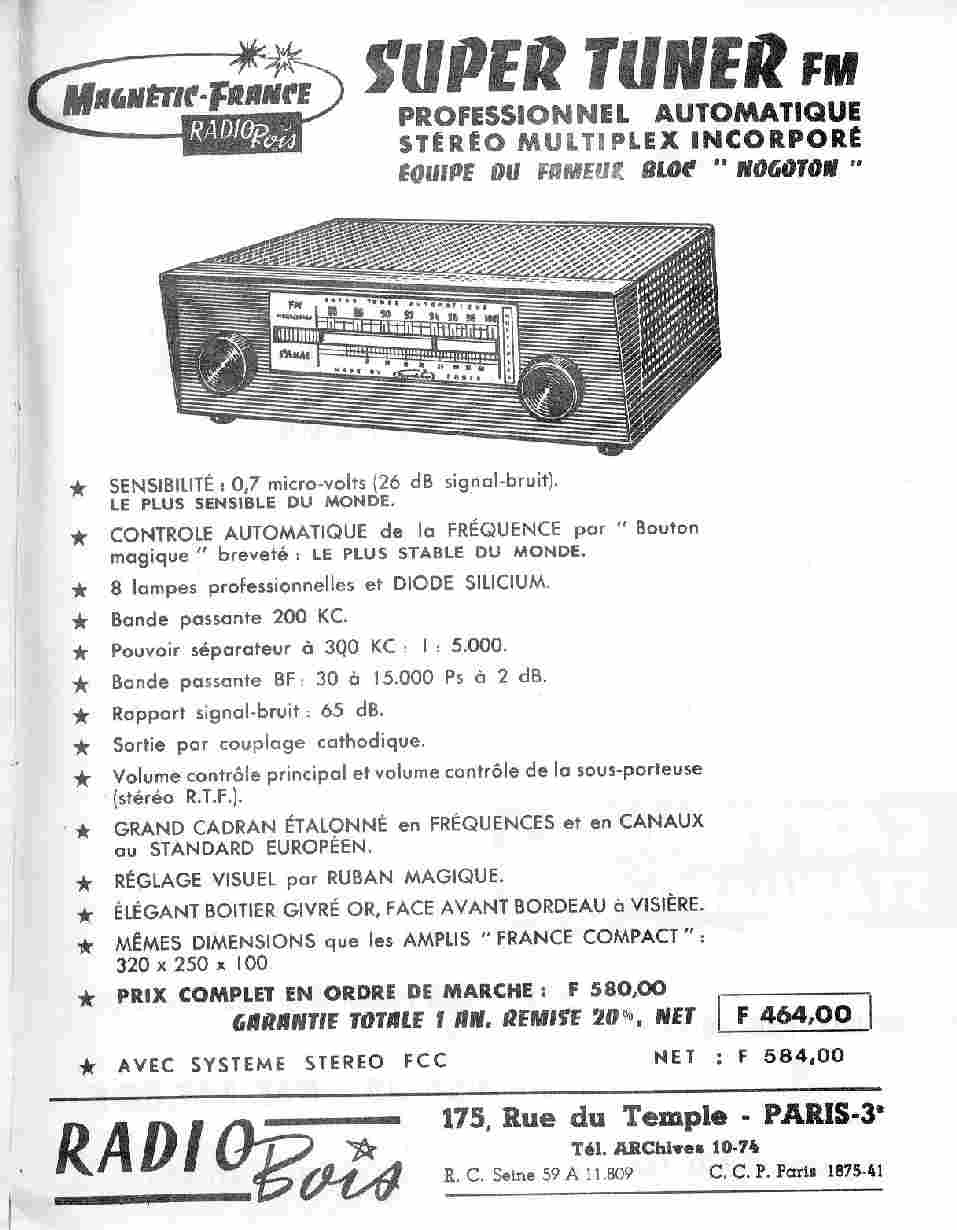 MAGNÉTIC-FRANCE
RADIO Bois
SUPER TUNER FM
PROFESSIONNEL AUTOMATIQUE
STÉRÉO MULTIPLEX INCORPORÉ
ÉQUIPE DU FAMEUX BLOC " NOGOTON "
FM
SUPER TUNER AUTOMATIQUE
CANAL
MADE IN PARIS
★ SENSIBILITÉ : 0,7 micro-volts (26 dB signal-bruit).
LE PLUS SENSIBLE DU MONDE.
★ CONTROLE AUTOMATIQUE de la FRÉQUENCE par " Bouton
magique " breveté : LE PLUS STABLE DU MONDE.
★ 8 lampes professionnelles et DIODE SILICIUM.
★ Bande passante 200 KC.
★ Pouvoir séparateur à 300 KC : 1 : 5.000.
★ Bande passante BF : 30 à 15.000 Ps à 2 dB.
★ Rapport signal-bruit : 65 dB.
★ Sortie par couplage cathodique.
★ Volume contrôle principal et volume contrôle de la sous-porteuse
(stéréo R.T.F.).
★ GRAND CADRAN ÉTALONNÉ en FRÉQUENCES et en CANAUX
au STANDARD EUROPÉEN.
★ RÉGLAGE VISUEL par RUBAN MAGIQUE.
★ ÉLÉGANT BOITIER GIVRÉ OR, FACE AVANT BORDEAU à VISIÈRE.
★ MÊMES DIMENSIONS que les AMPLIS " FRANCE COMPACT " :
320 x 250 x 100
★ PRIX COMPLET EN ORDRE DE MARCHE : F 580,00
GARANTIE TOTALE 1 AN. REMISE 20 %, NET F 464,00
★ AVEC SYSTEME STEREO FCC NET : F 584,00
RADIO Bois
175, Rue du Temple - PARIS-3e
Tél. ARChives 10-74
R. C. Seine 59 A 11.809 C. C. P. Paris 1875-41